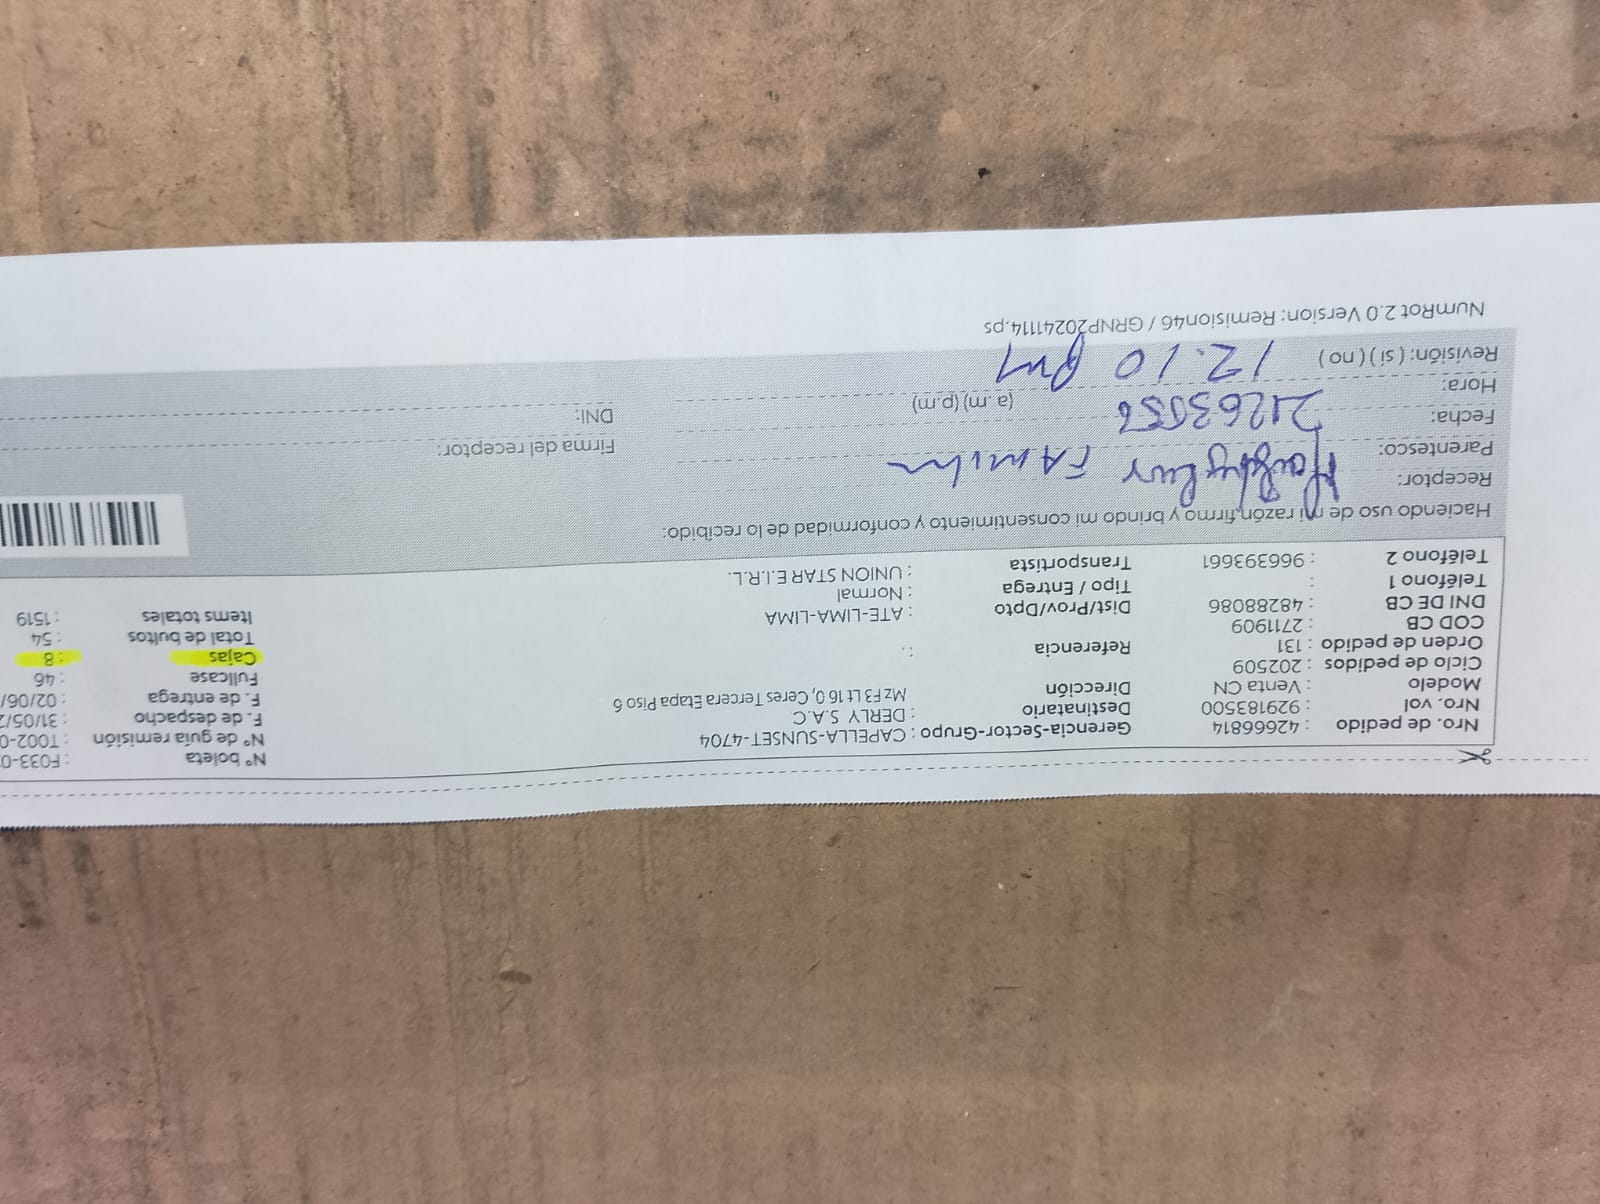 Nro. de pedido : 42666814 Gerencia-Sector-Grupo : CAPELLA-SUNSET-4704 N° boleta : F033-0
Nro. vol : 929183500 Destinatario : DERLY S.A.C N° de guía remisión : T002-0
Modelo : Venta CN Dirección Mz F3 Lt 16 0, Ceres Tercera Etapa Piso 6 F. de despacho : 31/05/2
Ciclo de pedidos : 202509 F. de entrega : 02/06/
Orden de pedido : 131 Referencia : . Fullcase : 46
COD CB : 2711909 Cajas : 8
DNI DE CB : 48288086 Dist/Prov/Dpto : ATE-LIMA-LIMA Total de bultos : 54
Teléfono 1 : Tipo / Entrega : Normal Items totales : 1519
Teléfono 2 : 966393661 Transportista : UNION STAR E.I.R.L.
Haciendo uso de mi razón firmo y brindo mi consentimiento y conformidad de lo recibido:
Receptor:
Parentesco: Firma del receptor:
Fecha: DNI:
Hora: (a.m) (p.m)
Revisión: ( si ) ( no ) 12.10 pm
NumRot 2.0 Version: Remision46 / GRNP20241114.ps